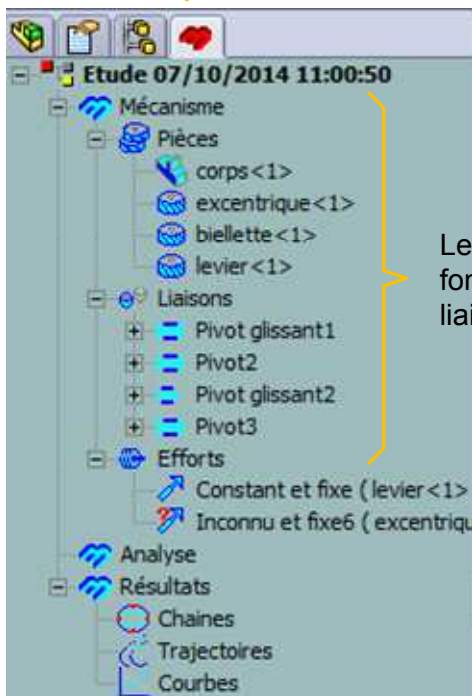 Etude 07/10/2014 11:00:50
Mécanisme
Pièces
corps<1>
excentrique<1>
biellette<1>
levier<1>
Liaisons
Pivot glissant1
Pivot2
Pivot glissant2
Pivot3
Efforts
Constant et fixe ( levier<1>
Inconnu et fixe6 ( excentriqu
Analyse
Résultats
Chaines
Trajectoires
Courbes
Le
for
liai